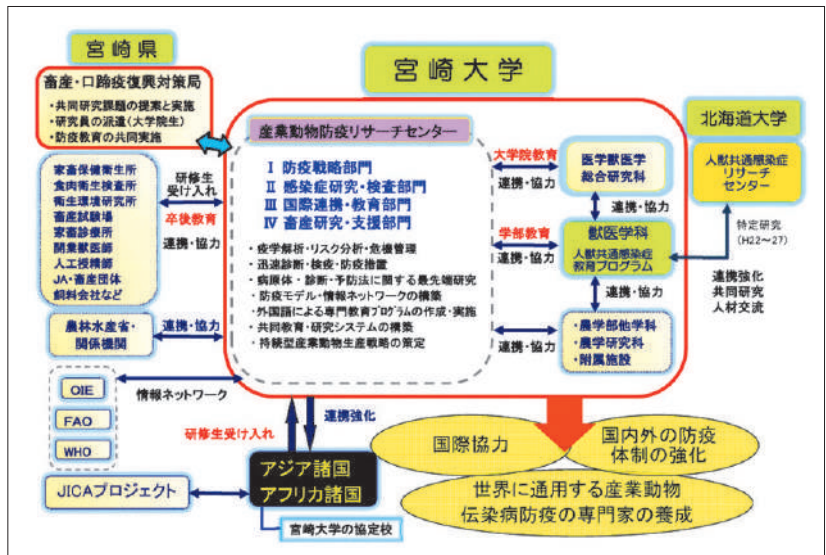 宮崎県
畜産・口蹄疫復興対策局
・共同研究課題の提案と実施
・研究員の派遣(大学院生)
・防疫教育の共同実施
家畜保健衛生所
食肉衛生検査所
衛生環境研究所
畜産試験場
家畜診療所
開業獣医師
人工授精師
JA・畜産団体
飼料会社など
研修生
受け入れ
卒後教育
連携・協力
農林水産省・
関係機関
連携・協力
OIE
FAO
WHO
情報ネットワーク
JICAプロジェクト
宮崎大学
産業動物防疫リサーチセンター
Ⅰ 防疫戦略部門
Ⅱ 感染症研究・検査部門
Ⅲ 国際連携・教育部門
Ⅳ 畜産研究・支援部門
・疫学解析・リスク分析・危機管理
・迅速診断・検疫・防疫措置
・病原体・診断・予防法に関する最先端研究
・防疫モデル・情報ネットワークの構築
・外国語による専門教育プログラムの作成・実施
・共同教育・研究システムの構築
・持続型産業動物生産戦略の策定
大学院教育
連携・協力
医学獣医学
総合研究科
連携・協力
学部教育
連携・協力
獣医学科
人獣共通感染症
教育プログラム
連携・協力
連携・協力
・農学部他学科
・農学研究科
・附属施設
北海道大学
人獣共通感染症
リサーチ
センター
特定研究
(H22〜27)
連携強化
共同研究
人材交流
研修生受け入れ
連携強化
アジア諸国
アフリカ諸国
宮崎大学の協定校
国際協力
国内外の防疫
体制の強化
世界に通用する産業動物
伝染病防疫の専門家の養成